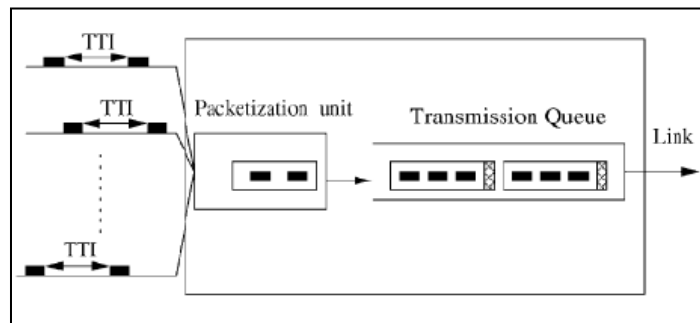 TTI
TTI
Packetization unit
Transmission Queue
Link
TTI